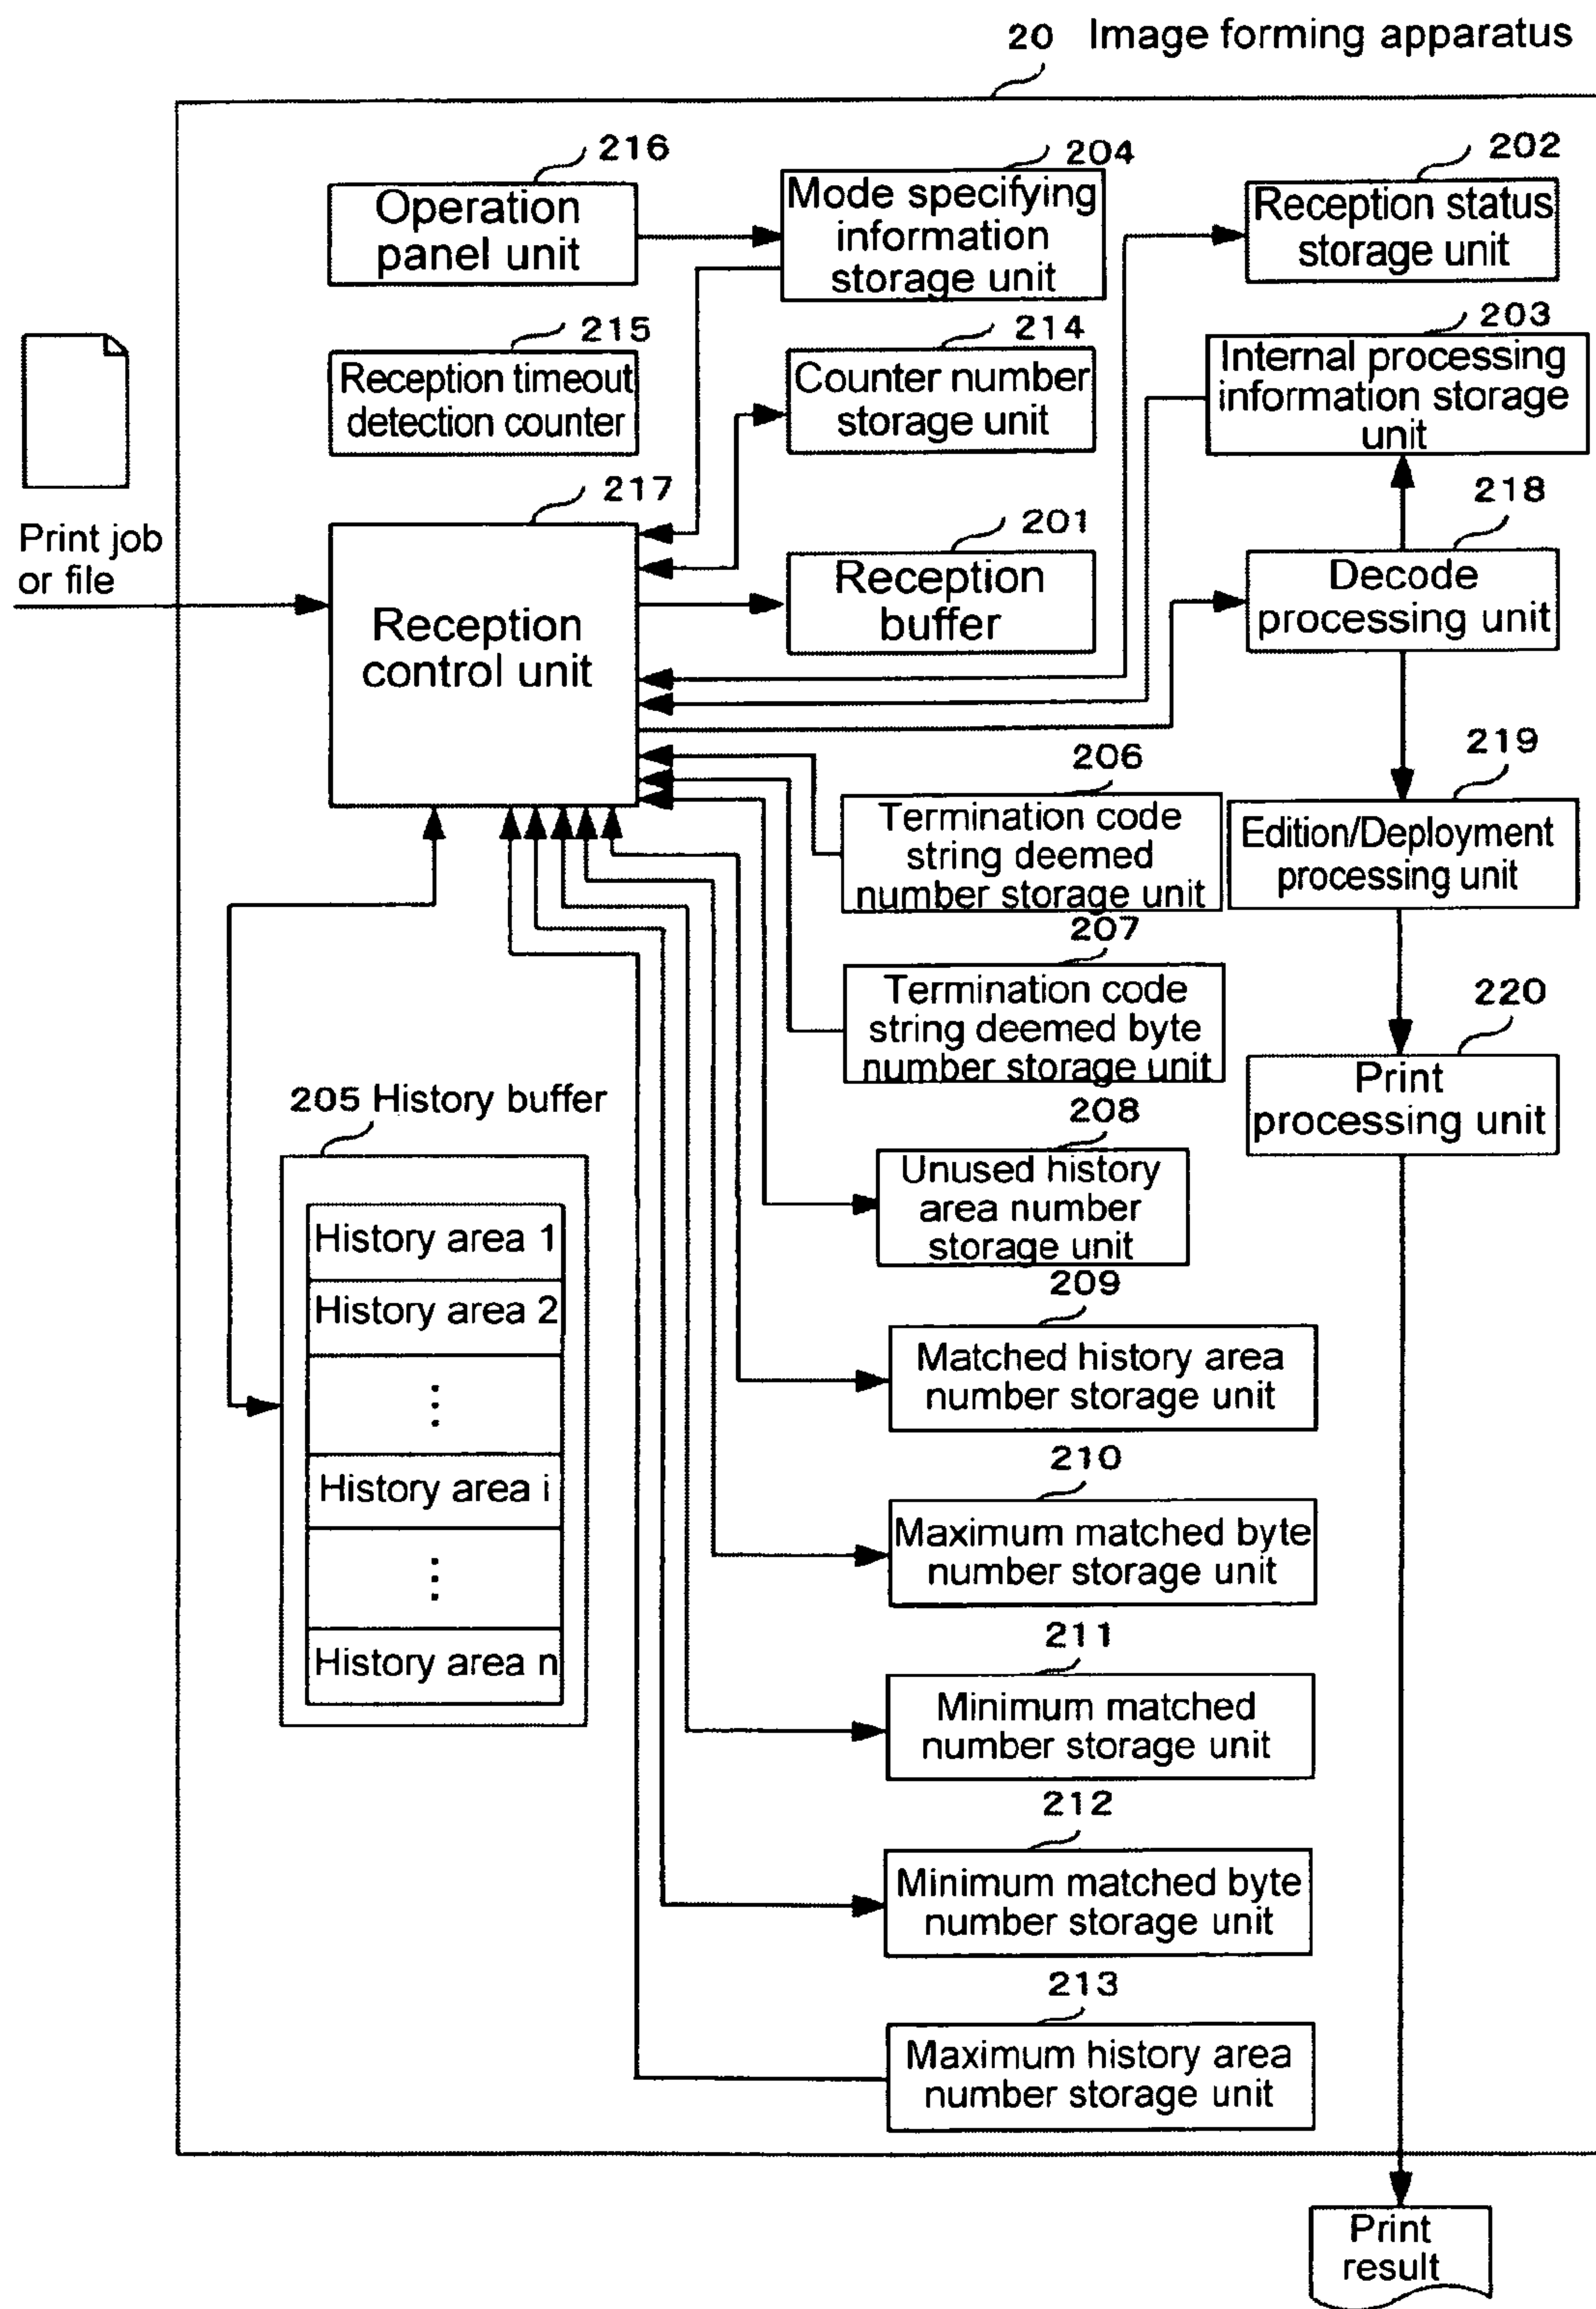 20 Image forming apparatus
216
Operation
panel unit
204
Mode specifying
information
storage unit
202
Reception status
storage unit
215
Reception timeout
detection counter
214
Counter number
storage unit
203
Internal processing
information storage
unit
Print job
or file
217
Reception
control unit
201
Reception
buffer
218
Decode
processing unit
206
Termination code
string deemed
number storage unit
219
Edition/Deployment
processing unit
207
Termination code
string deemed byte
number storage unit
220
Print
processing unit
205 History buffer
History area 1
History area 2
⋮
History area i
⋮
History area n
208
Unused history
area number
storage unit
209
Matched history area
number storage unit
210
Maximum matched byte
number storage unit
211
Minimum matched
number storage unit
212
Minimum matched byte
number storage unit
213
Maximum history area
number storage unit
Print
result